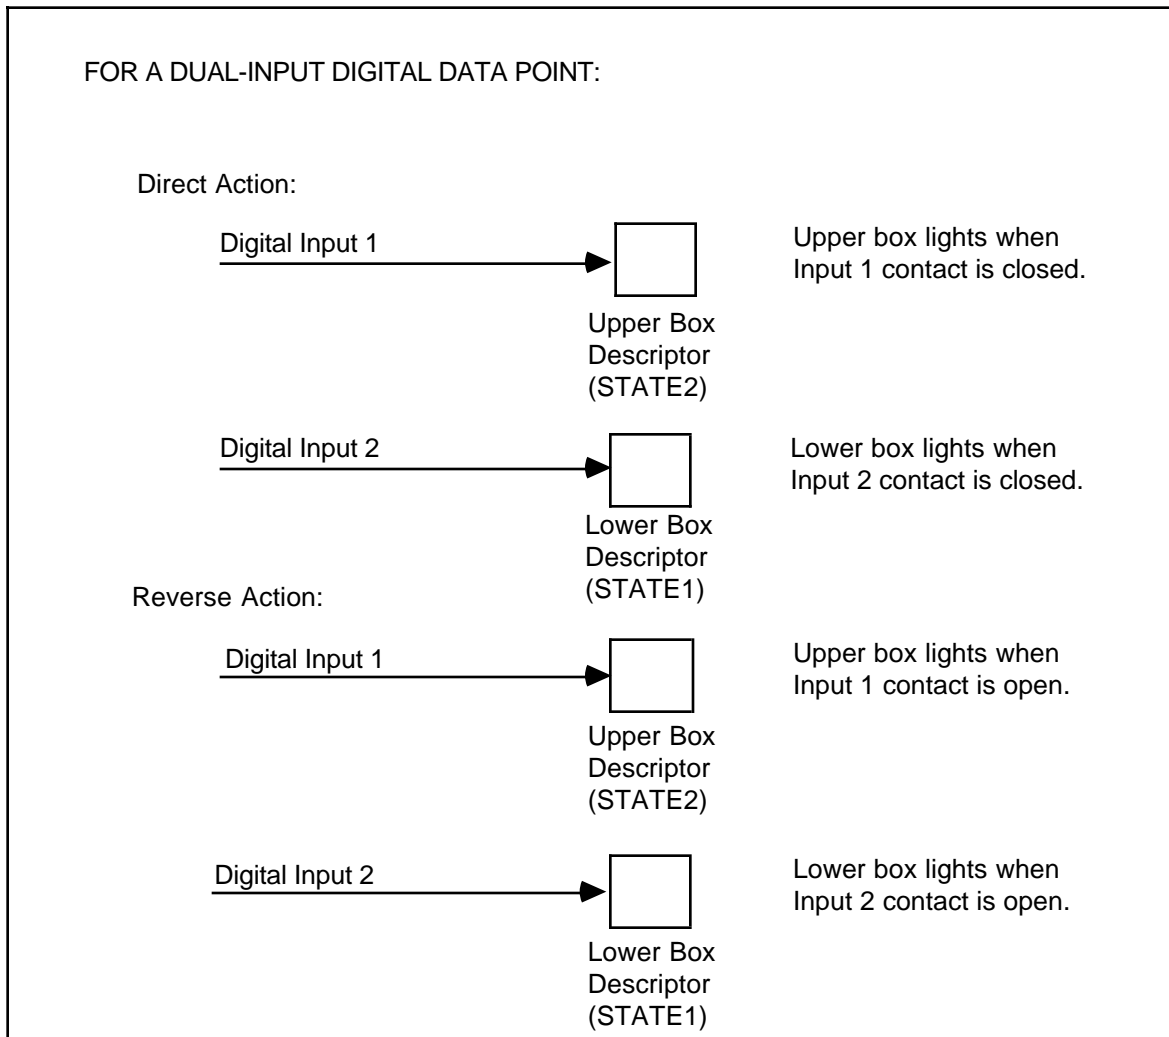 FOR A DUAL-INPUT DIGITAL DATA POINT:
Direct Action:
Digital Input 1
Upper box lights when
Input 1 contact is closed.
Upper Box
Descriptor
(STATE2)
Digital Input 2
Lower box lights when
Input 2 contact is closed.
Lower Box
Descriptor
(STATE1)
Reverse Action:
Digital Input 1
Upper box lights when
Input 1 contact is open.
Upper Box
Descriptor
(STATE2)
Digital Input 2
Lower box lights when
Input 2 contact is open.
Lower Box
Descriptor
(STATE1)